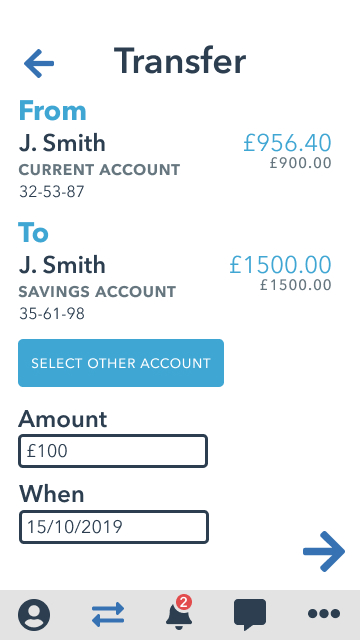 Transfer
From
J. Smith £956.40
CURRENT ACCOUNT £900.00
32-53-87
To
J. Smith £1500.00
SAVINGS ACCOUNT £1500.00
35-61-98
SELECT OTHER ACCOUNT
Amount
£100
When
15/10/2019
2